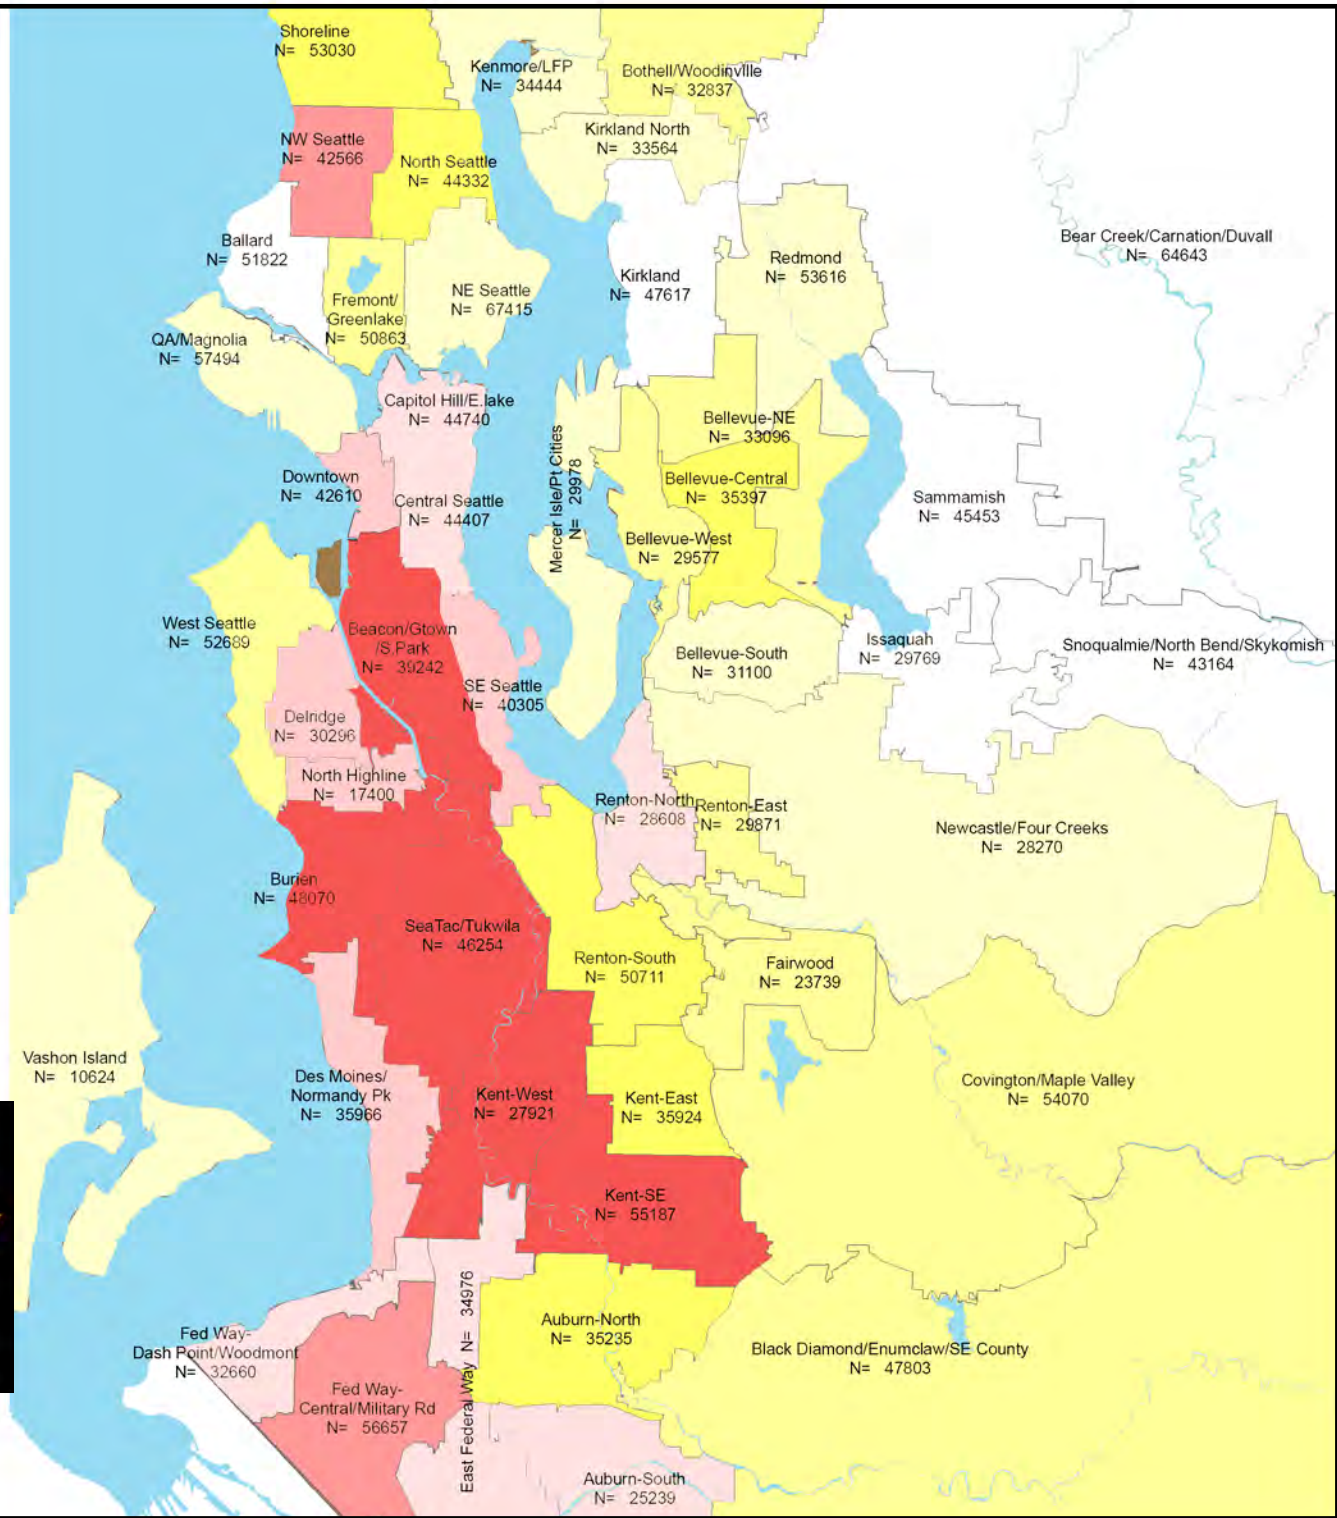 Shoreline
N= 53030
Kenmore/LFP
N= 34444
Bothell/Woodinville
N= 32837
NW Seattle
N= 42566
North Seattle
N= 44332
Kirkland North
N= 33564
Ballard
N= 51822
Fremont/
Greenlake
N= 50863
NE Seattle
N= 67415
Kirkland
N= 47617
Redmond
N= 53616
Bear Creek/Carnation/Duvall
N= 64643
QA/Magnolia
N= 57494
Capitol Hill/E.lake
N= 44740
Bellevue-NE
N= 33096
Downtown
N= 42610
Central Seattle
N= 44407
Mercer Isle/Pt Cities
N= 29978
Bellevue-Central
N= 35397
Sammamish
N= 45453
Bellevue-West
N= 29577
West Seattle
N= 52689
Beacon/Gtown
/S.Park
N= 39242
Bellevue-South
N= 31100
Issaquah
N= 29769
Snoqualmie/North Bend/Skykomish
N= 43164
SE Seattle
N= 40305
Delridge
N= 30296
North Highline
N= 17400
Renton-North
N= 28608
Renton-East
N= 29871
Newcastle/Four Creeks
N= 28270
Burien
N= 48070
SeaTac/Tukwila
N= 46254
Renton-South
N= 50711
Fairwood
N= 23739
Vashon Island
N= 10624
Des Moines/
Normandy Pk
N= 35966
Kent-West
N= 27921
Kent-East
N= 35924
Covington/Maple Valley
N= 54070
Kent-SE
N= 55187
Fed Way-
Dash Point/Woodmont
N= 32660
East Federal Way N= 34976
Auburn-North
N= 35235
Black Diamond/Enumclaw/SE County
N= 47803
Fed Way-
Central/Military Rd
N= 56657
Auburn-South
N= 25239